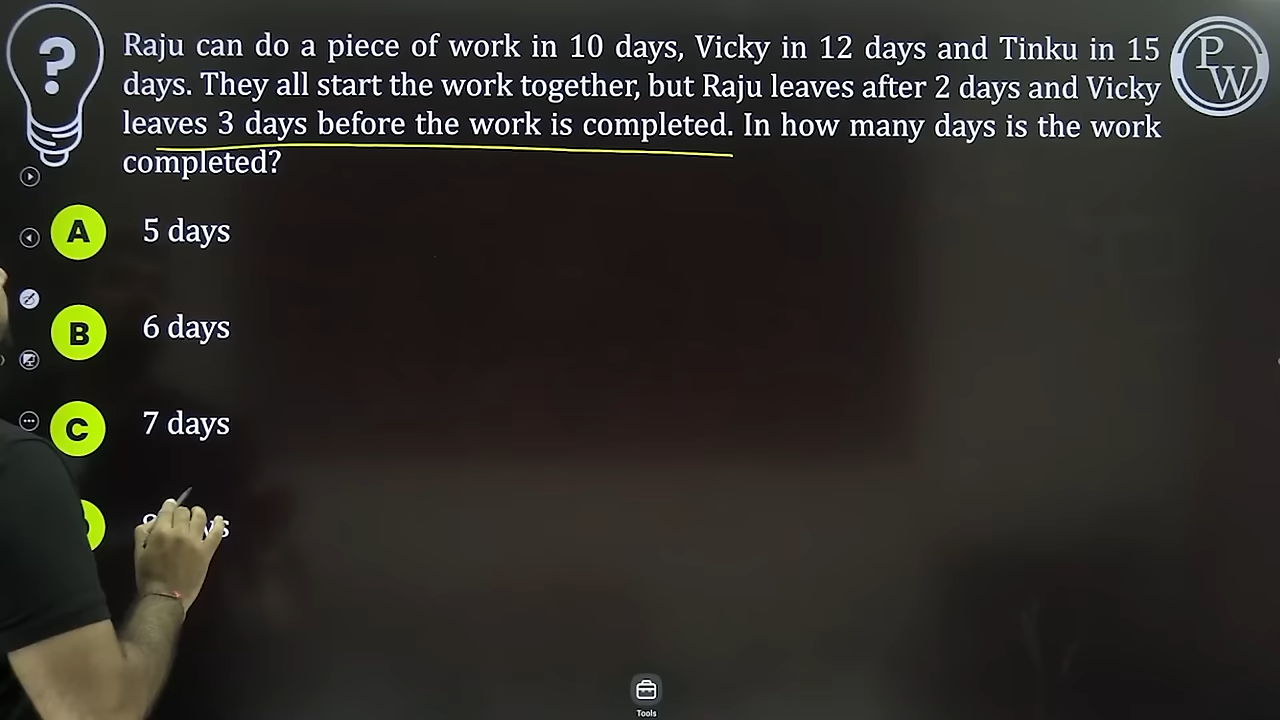 ?
Raju can do a piece of work in 10 days, Vicky in 12 days and Tinku in 15
days. They all start the work together, but Raju leaves after 2 days and Vicky
leaves 3 days before the work is completed. In how many days is the work
completed?
PW
A 5 days
B 6 days
C 7 days
Tools